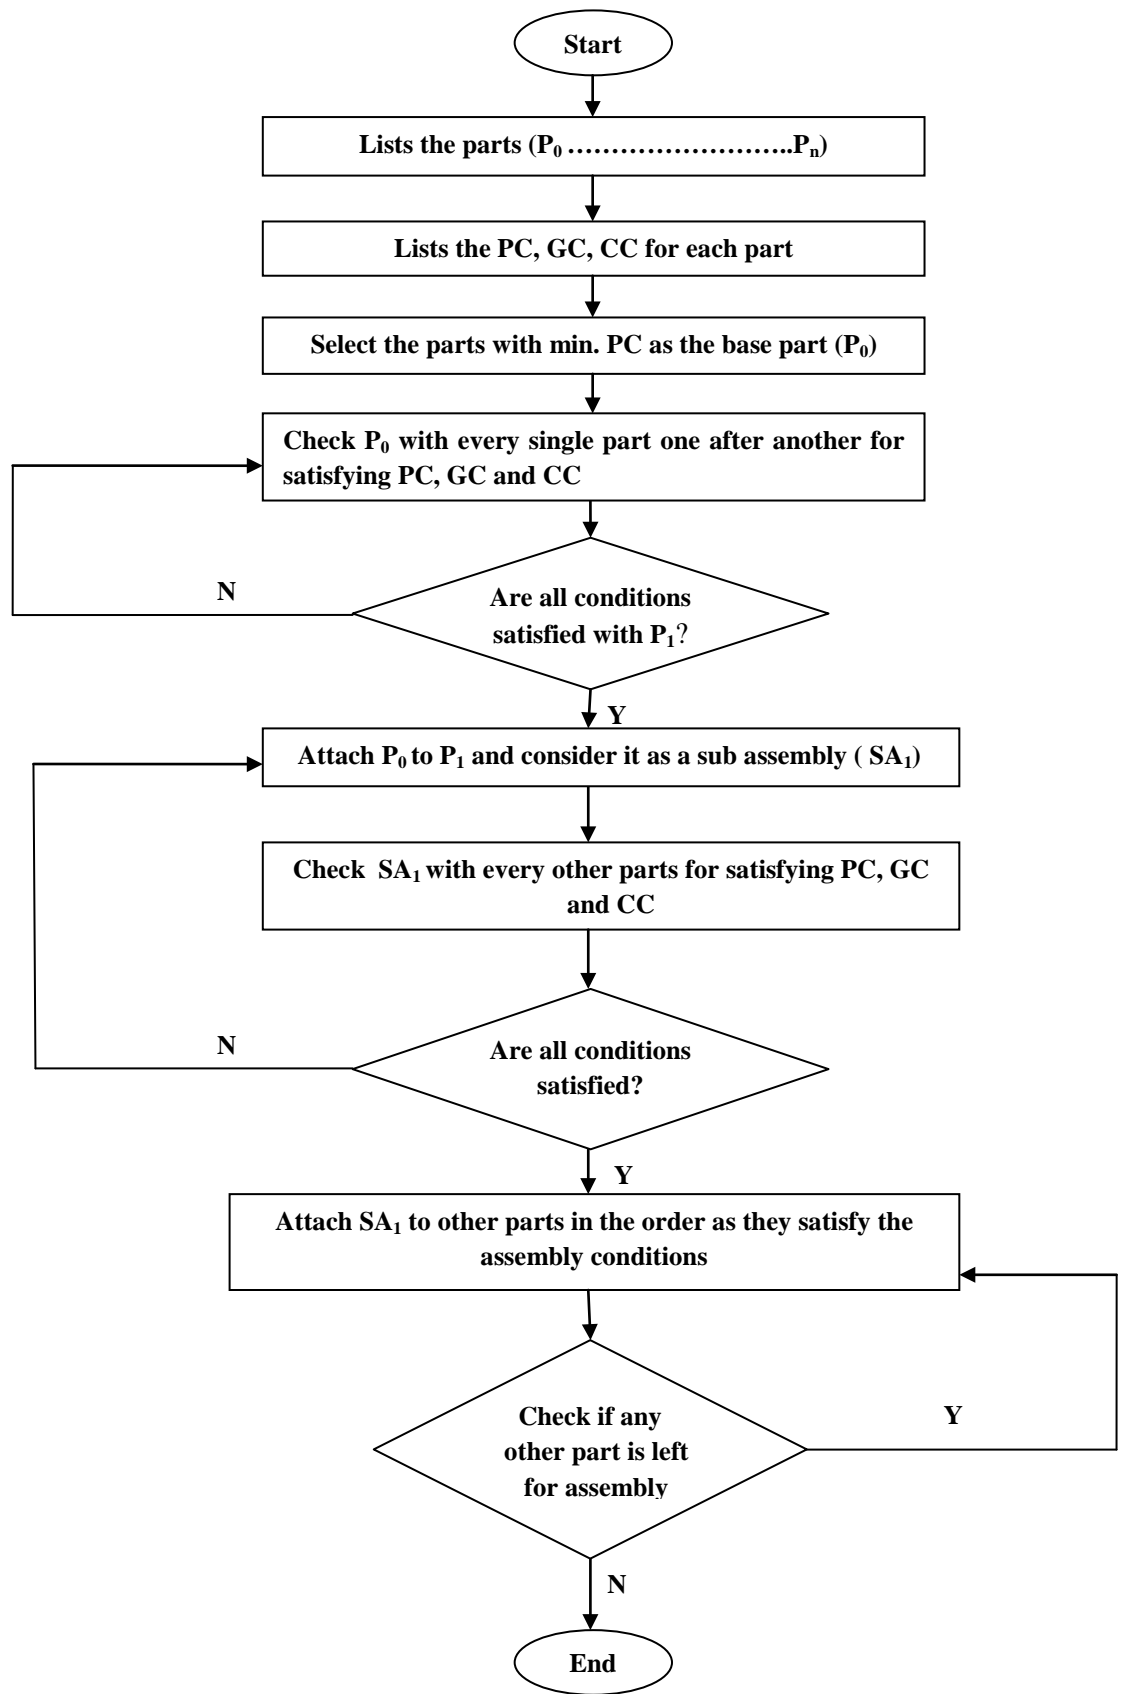 Start
Lists the parts (P₀ ………………………..Pₙ)
Lists the PC, GC, CC for each part
Select the parts with min. PC as the base part (P₀)
Check P₀ with every single part one after another for
satisfying PC, GC and CC
N
Are all conditions
satisfied with P₁?
Y
Attach P₀ to P₁ and consider it as a sub assembly ( SA₁)
Check SA₁ with every other parts for satisfying PC, GC
and CC
N
Are all conditions
satisfied?
Y
Attach SA₁ to other parts in the order as they satisfy the
assembly conditions
Check if any
Y
other part is left
for assembly
N
End